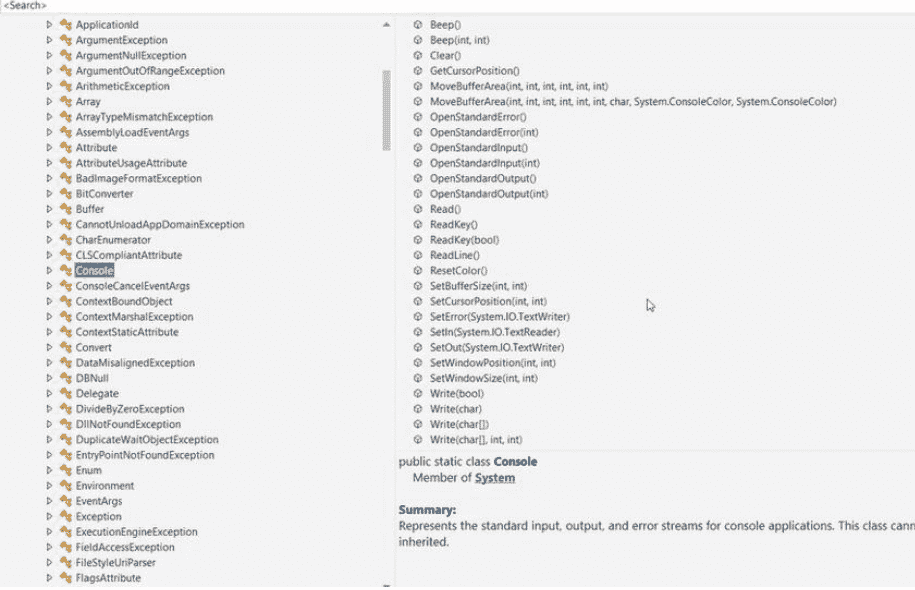 <Search>
ApplicationId
ArgumentException
ArgumentNullException
ArgumentOutOfRangeException
ArithmeticException
Array
ArrayTypeMismatchException
AssemblyLoadEventArgs
Attribute
AttributeUsageAttribute
BadImageFormatException
BitConverter
Buffer
CannotUnloadAppDomainException
CharEnumerator
CLSCompliantAttribute
Console
ConsoleCancelEventArgs
ContextBoundObject
ContextMarshalException
ContextStaticAttribute
Convert
DataMisalignedException
DBNull
Delegate
DivideByZeroException
DllNotFoundException
DuplicateWaitObjectException
EntryPointNotFoundException
Enum
Environment
EventArgs
Exception
ExecutionEngineException
FieldAccessException
FileStyleUriParser
FlagsAttribute
Beep()
Beep(int, int)
Clear()
GetCursorPosition()
MoveBufferArea(int, int, int, int, int, int)
MoveBufferArea(int, int, int, int, int, int, char, System.ConsoleColor, System.ConsoleColor)
OpenStandardError()
OpenStandardError(int)
OpenStandardInput()
OpenStandardInput(int)
OpenStandardOutput()
OpenStandardOutput(int)
Read()
ReadKey()
ReadKey(bool)
ReadLine()
ResetColor()
SetBufferSize(int, int)
SetCursorPosition(int, int)
SetError(System.IO.TextWriter)
SetIn(System.IO.TextReader)
SetOut(System.IO.TextWriter)
SetWindowPosition(int, int)
SetWindowSize(int, int)
Write(bool)
Write(char)
Write(char[])
Write(char[], int, int)
public static class Console
Member of System
Summary:
Represents the standard input, output, and error streams for console applications. This class cann
inherited.